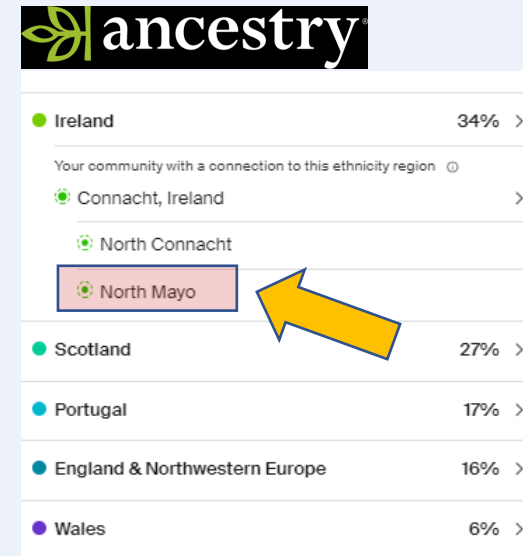 ancestry®
Ireland 34% >
Your community with a connection to this ethnicity region ⓘ
Connacht, Ireland >
North Connacht
North Mayo
Scotland 27% >
Portugal 17% >
England & Northwestern Europe 16% >
Wales 6% >